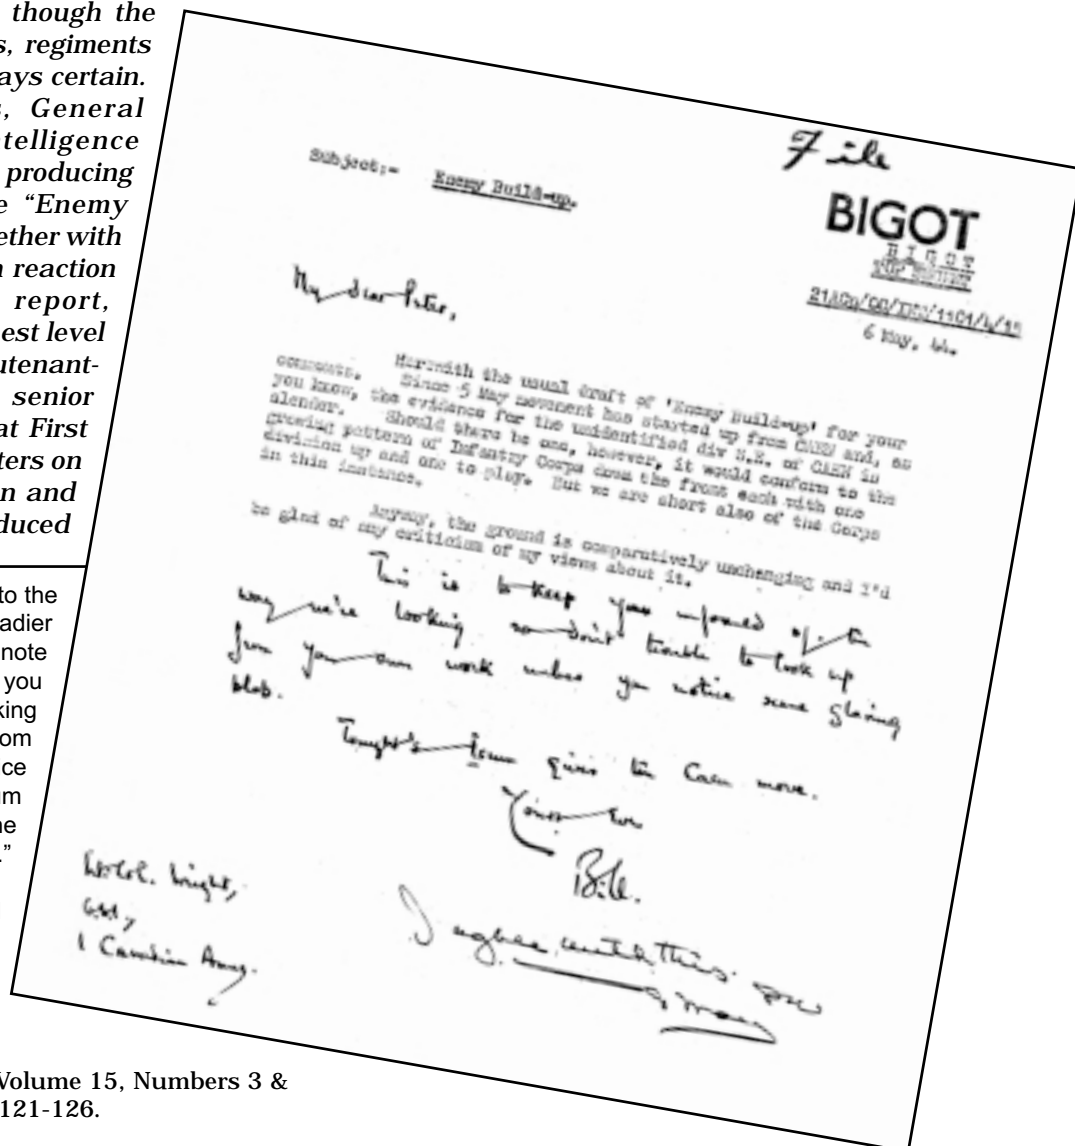 though the
s, regiments
ays certain.
s, General
ntelligence
producing
e “Enemy
ether with
n reaction
report,
est level
utenant-
senior
at First
ters on
n and
duced
to the
adier
note
you
king
om
ce
um
ne
.”
File
Subject:- Enemy Build-up.
BIGOT
BIGOT
TOP SECRET
6 May, 44.
My dear Peter,
Herewith the usual draft of 'Enemy Build-up' for your
comments. Since 5 May movement has started up from CAEN and, as
you know, the evidence for the unidentified div N.E. of CAEN is
slender. Should there be one, however, it would conform to the
growing pattern of Infantry Corps down the front each with one
division up and one to play. But we are short also of the Corps
in this instance.
Anyway, the ground is comparatively unchanging and I'd
be glad of any criticism of my views about it.
This is to keep you informed of the
way we're looking so don't trouble to look up
from your own work unless you notice some glaring
blob.
Tonight's gives the Caen move.
Yours
Bill.
Lt. Col. Wright,
1 Canadian Army.
I agree with this.
9 May
Volume 15, Numbers 3 &
121-126.